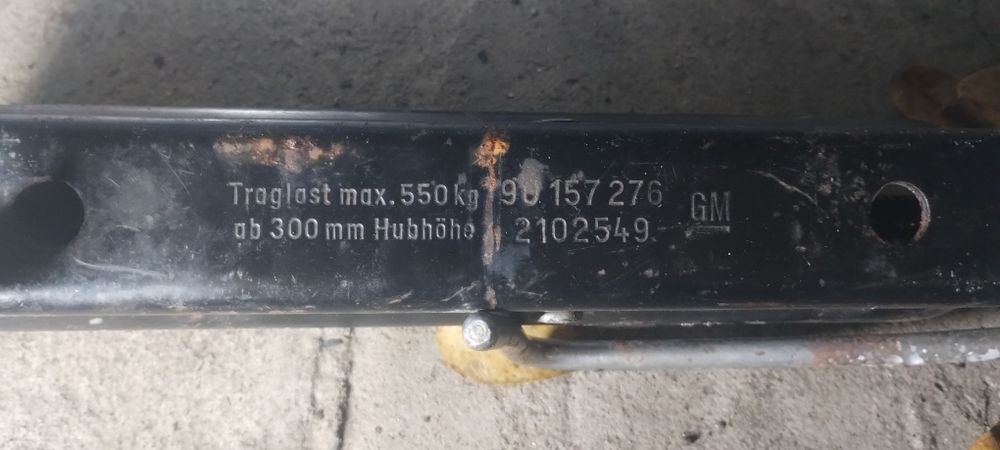 Traglast max. 550 kg 90 157 276
ab 300 mm Hubhöhe 2102549
GM